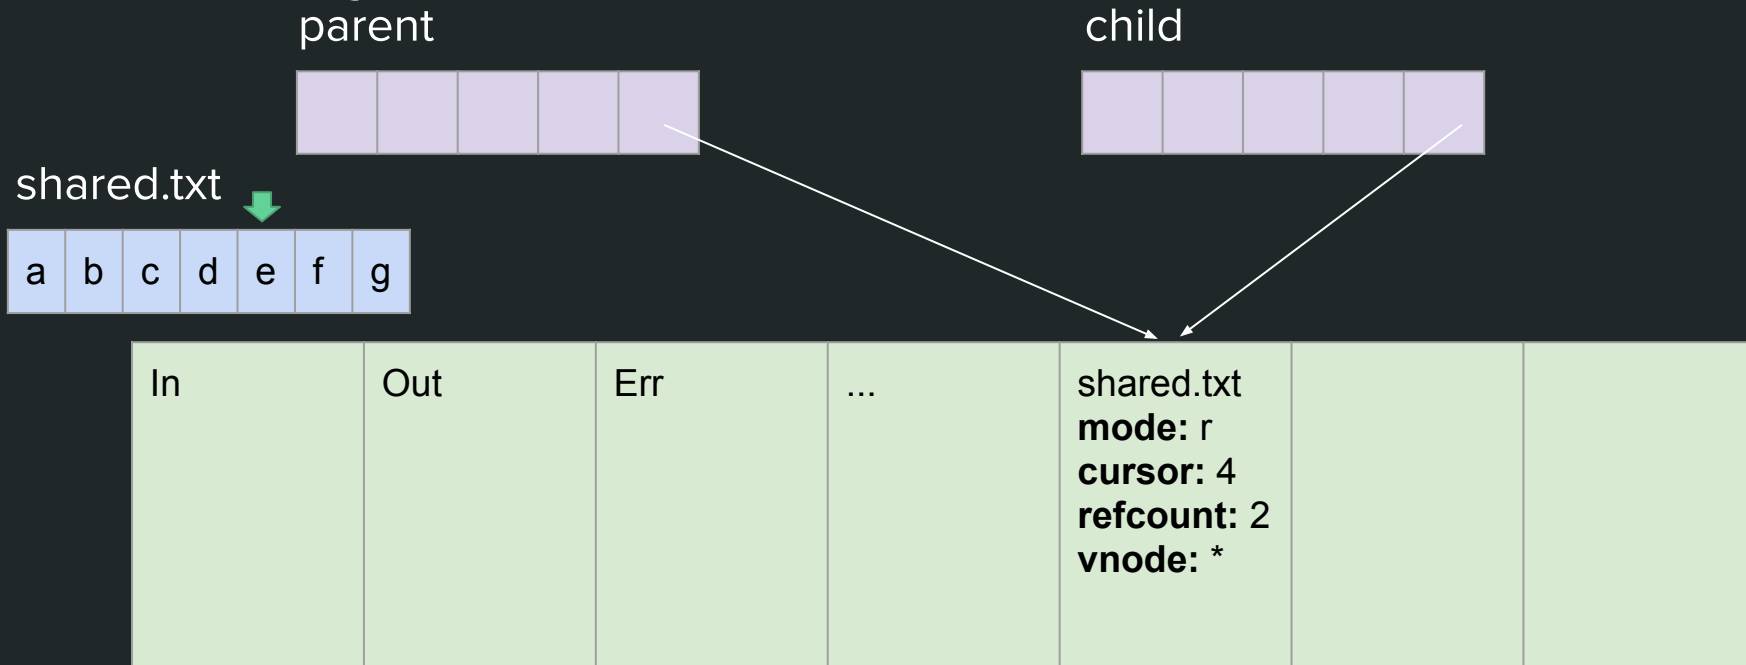 parent
child
shared.txt
a b c d e f g
In
Out
Err
...
shared.txt
mode: r
cursor: 4
refcount: 2
vnode: *